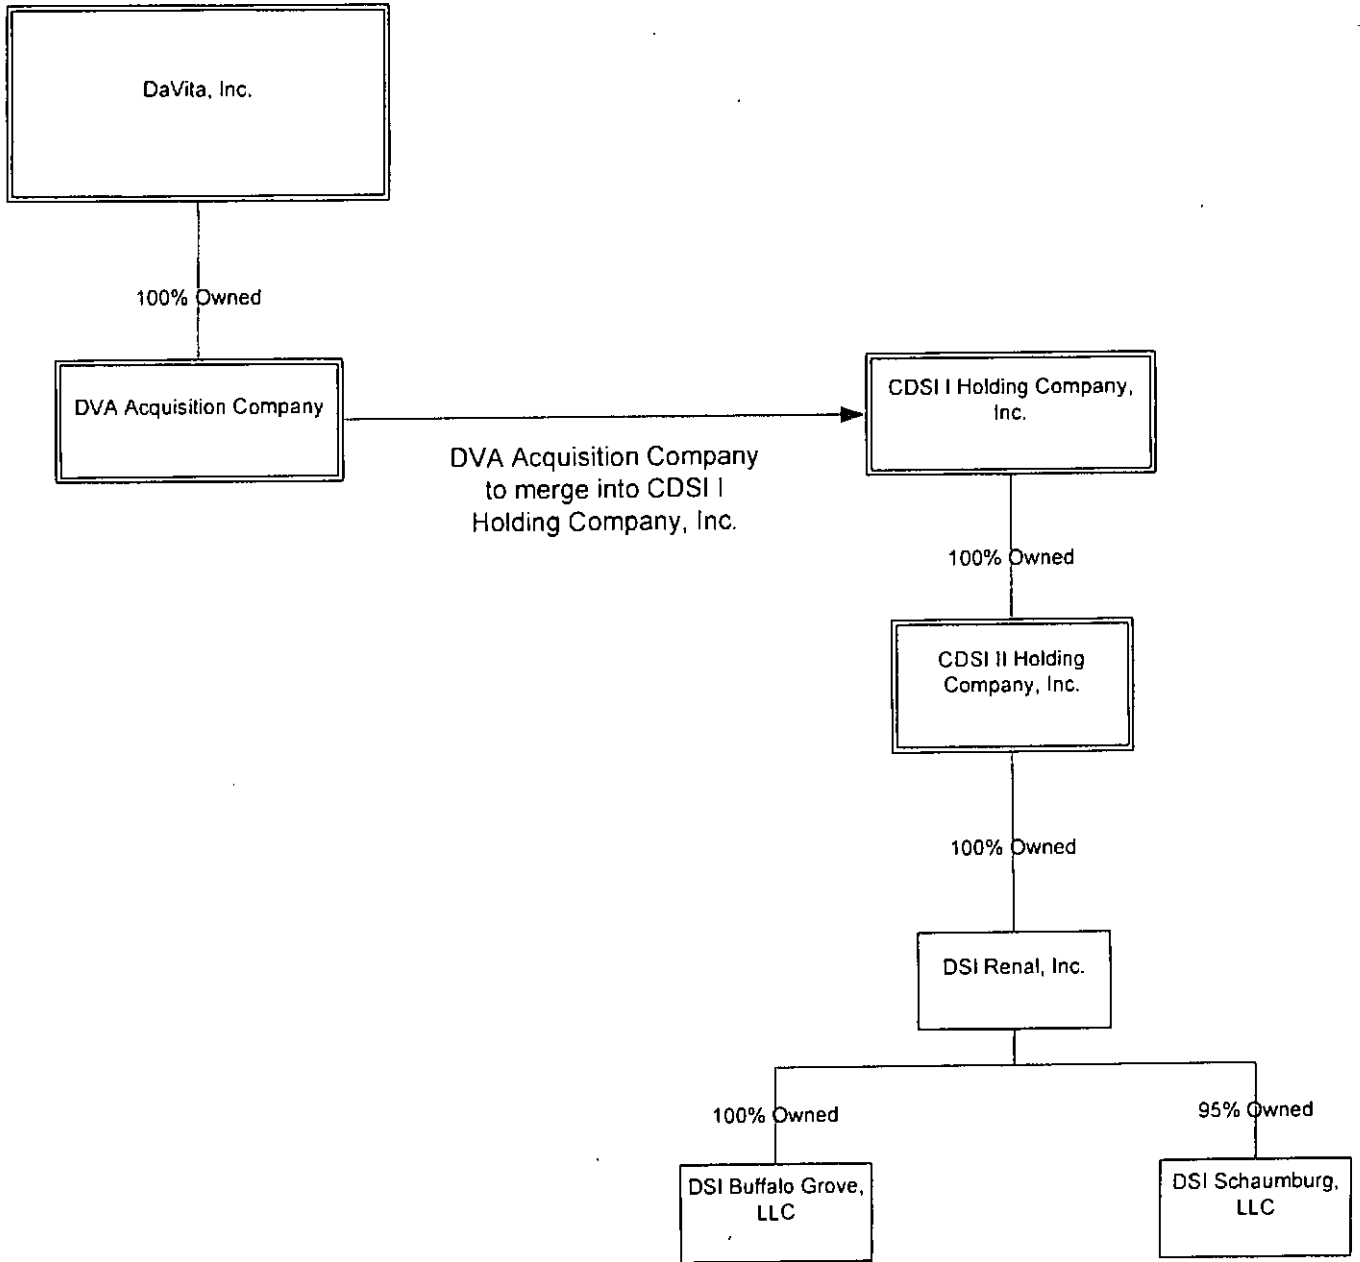 DaVita, Inc.
100% Owned
DVA Acquisition Company
CDSI I Holding Company,
Inc.
DVA Acquisition Company
to merge into CDSI I
Holding Company, Inc.
100% Owned
CDSI II Holding
Company, Inc.
100% Owned
DSI Renal, Inc.
100% Owned
95% Owned
DSI Buffalo Grove,
LLC
DSI Schaumburg,
LLC